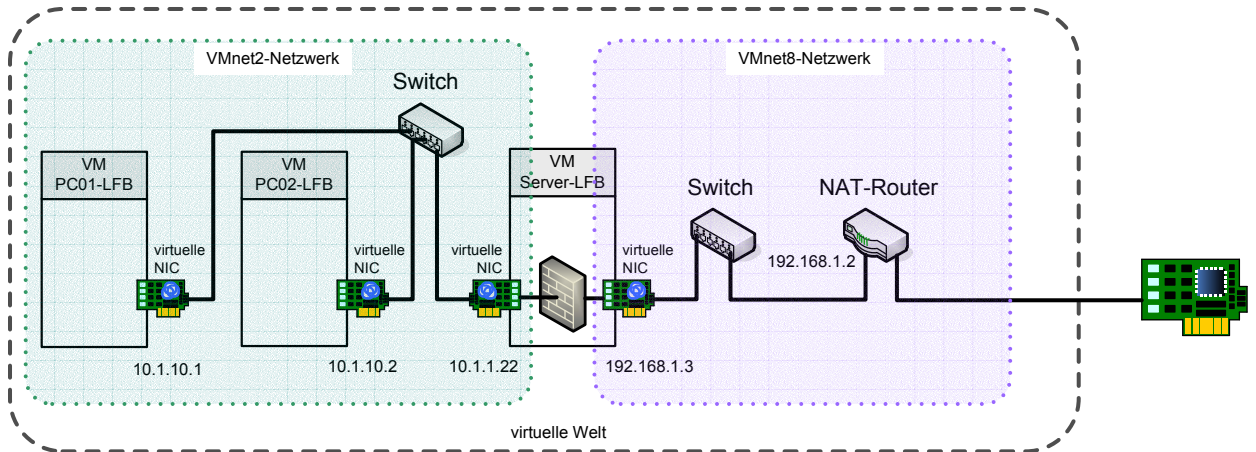 VMnet2-Netzwerk
VMnet8-Netzwerk
Switch
VM
PC01-LFB
VM
PC02-LFB
VM
Server-LFB
Switch
NAT-Router
virtuelle
NIC
virtuelle
NIC
virtuelle
NIC
virtuelle
NIC
192.168.1.2
10.1.10.1
10.1.10.2
10.1.1.22
192.168.1.3
virtuelle Welt